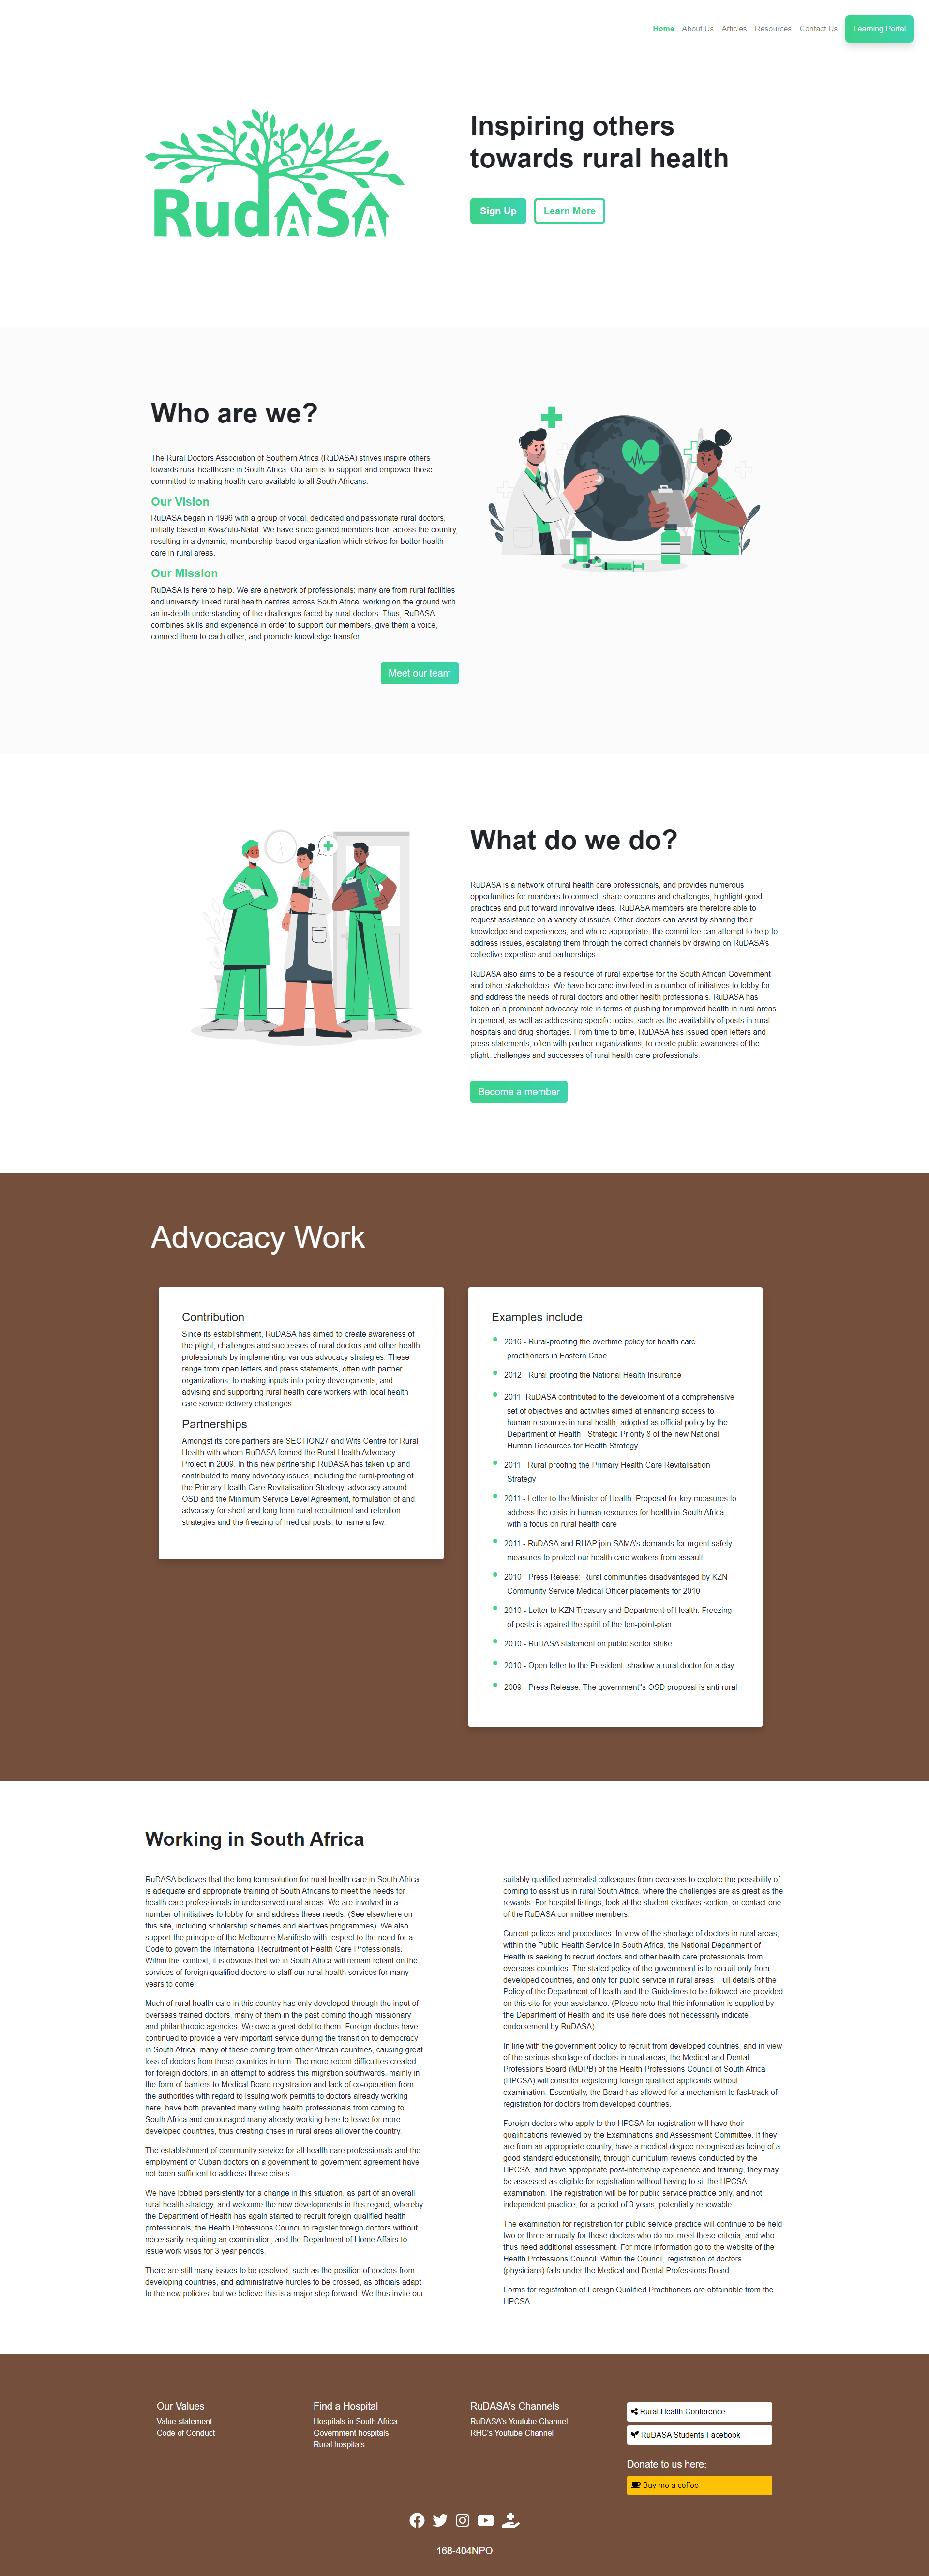 Home About Us Articles Resources Contact Us Learning Portal
RudASA
Inspiring others
towards rural health
Sign Up Learn More
Who are we?
The Rural Doctors Association of Southern Africa (RuDASA) strives inspire others
towards rural healthcare in South Africa. Our aim is to support and empower those
committed to making health care available to all South Africans.
Our Vision
RuDASA began in 1996 with a group of vocal, dedicated and passionate rural doctors,
initially based in KwaZulu-Natal. We have since gained members from across the country,
resulting in a dynamic, membership-based organization which strives for better health
care in rural areas.
Our Mission
RuDASA is here to help. We are a network of professionals: many are from rural facilities
and university-linked rural health centres across South Africa, working on the ground with
an in-depth understanding of the challenges faced by rural doctors. Thus, RuDASA
combines skills and experience in order to support our members, give them a voice,
connect them to each other, and promote knowledge transfer.
Meet our team
What do we do?
RuDASA is a network of rural health care professionals, and provides numerous
opportunities for members to connect, share concerns and challenges, highlight good
practices and put forward innovative ideas. RuDASA members are therefore able to
request assistance on a variety of issues. Other doctors can assist by sharing their
knowledge and experiences, and where appropriate, the committee can attempt to help to
address issues, escalating them through the correct channels by drawing on RuDASA's
collective expertise and partnerships.
RuDASA also aims to be a resource of rural expertise for the South African Government
and other stakeholders. We have become involved in a number of initiatives to lobby for
and address the needs of rural doctors and other health professionals. RuDASA has
taken on a prominent advocacy role in terms of pushing for improved health in rural areas
in general, as well as addressing specific topics, such as the availability of posts in rural
hospitals and drug shortages. From time to time, RuDASA has issued open letters and
press statements, often with partner organizations, to create public awareness of the
plight, challenges and successes of rural health care professionals.
Become a member
Advocacy Work
Contribution
Since its establishment, RuDASA has aimed to create awareness of
the plight, challenges and successes of rural doctors and other health
professionals by implementing various advocacy strategies. These
range from open letters and press statements, often with partner
organizations, to making inputs into policy developments, and
advising and supporting rural health care workers with local health
care service delivery challenges.
Partnerships
Amongst its core partners are SECTION27 and Wits Centre for Rural
Health with whom RuDASA formed the Rural Health Advocacy
Project in 2009. In this new partnership RuDASA has taken up and
contributed to many advocacy issues, including the rural-proofing of
the Primary Health Care Revitalisation Strategy, advocacy around
OSD and the Minimum Service Level Agreement, formulation of and
advocacy for short and long term rural recruitment and retention
strategies and the freezing of medical posts, to name a few.
Examples include
2016 - Rural-proofing the overtime policy for health care
practitioners in Eastern Cape
2012 - Rural-proofing the National Health Insurance
2011- RuDASA contributed to the development of a comprehensive
set of objectives and activities aimed at enhancing access to
human resources in rural health, adopted as official policy by the
Department of Health - Strategic Priority 8 of the new National
Human Resources for Health Strategy.
2011 - Rural-proofing the Primary Health Care Revitalisation
Strategy
2011 - Letter to the Minister of Health: Proposal for key measures to
address the crisis in human resources for health in South Africa,
with a focus on rural health care
2011 - RuDASA and RHAP join SAMA's demands for urgent safety
measures to protect our health care workers from assault
2010 - Press Release: Rural communities disadvantaged by KZN
Community Service Medical Officer placements for 2010
2010 - Letter to KZN Treasury and Department of Health: Freezing
of posts is against the spirit of the ten-point-plan
2010 - RuDASA statement on public sector strike
2010 - Open letter to the President: shadow a rural doctor for a day
2009 - Press Release: The government"s OSD proposal is anti-rural
Working in South Africa
RuDASA believes that the long term solution for rural health care in South Africa
is adequate and appropriate training of South Africans to meet the needs for
health care professionals in underserved rural areas. We are involved in a
number of initiatives to lobby for and address these needs. (See elsewhere on
this site, including scholarship schemes and electives programmes). We also
support the principle of the Melbourne Manifesto with respect to the need for a
Code to govern the International Recruitment of Health Care Professionals.
Within this context, it is obvious that we in South Africa will remain reliant on the
services of foreign qualified doctors to staff our rural health services for many
years to come.
Much of rural health care in this country has only developed through the input of
overseas trained doctors, many of them in the past coming though missionary
and philanthropic agencies. We owe a great debt to them. Foreign doctors have
continued to provide a very important service during the transition to democracy
in South Africa, many of these coming from other African countries, causing great
loss of doctors from these countries in turn. The more recent difficulties created
for foreign doctors, in an attempt to address this migration southwards, mainly in
the form of barriers to Medical Board registration and lack of co-operation from
the authorities with regard to issuing work permits to doctors already working
here, have both prevented many willing health professionals from coming to
South Africa and encouraged many already working here to leave for more
developed countries, thus creating crises in rural areas all over the country.
The establishment of community service for all health care professionals and the
employment of Cuban doctors on a government-to-government agreement have
not been sufficient to address these crises.
We have lobbied persistently for a change in this situation, as part of an overall
rural health strategy, and welcome the new developments in this regard, whereby
the Department of Health has again started to recruit foreign qualified health
professionals, the Health Professions Council to register foreign doctors without
necessarily requiring an examination, and the Department of Home Affairs to
issue work visas for 3 year periods.
There are still many issues to be resolved, such as the position of doctors from
developing countries, and administrative hurdles to be crossed, as officials adapt
to the new policies, but we believe this is a major step forward. We thus invite our
suitably qualified generalist colleagues from overseas to explore the possibility of
coming to assist us in rural South Africa, where the challenges are as great as the
rewards. For hospital listings, look at the student electives section, or contact one
of the RuDASA committee members.
Current polices and procedures: In view of the shortage of doctors in rural areas,
within the Public Health Service in South Africa, the National Department of
Health is seeking to recruit doctors and other health care professionals from
overseas countries. The stated policy of the government is to recruit only from
developed countries, and only for public service in rural areas. Full details of the
Policy of the Department of Health and the Guidelines to be followed are provided
on this site for your assistance. (Please note that this information is supplied by
the Department of Health and its use here does not necessarily indicate
endorsement by RuDASA).
In line with the government policy to recruit from developed countries, and in view
of the serious shortage of doctors in rural areas, the Medical and Dental
Professions Board (MDPB) of the Health Professions Council of South Africa
(HPCSA) will consider registering foreign qualified applicants without
examination. Essentially, the Board has allowed for a mechanism to fast-track of
registration for doctors from developed countries.
Foreign doctors who apply to the HPCSA for registration will have their
qualifications reviewed by the Examinations and Assessment Committee. If they
are from an appropriate country, have a medical degree recognised as being of a
good standard educationally, through curriculum reviews conducted by the
HPCSA, and have appropriate post-internship experience and training, they may
be assessed as eligible for registration without having to sit the HPCSA
examination. The registration will be for public service practice only, and not
independent practice, for a period of 3 years, potentially renewable.
The examination for registration for public service practice will continue to be held
two or three annually for those doctors who do not meet these criteria, and who
thus need additional assessment. For more information go to the website of the
Health Professions Council. Within the Council, registration of doctors
(physicians) falls under the Medical and Dental Professions Board.
Forms for registration of Foreign Qualified Practitioners are obtainable from the
HPCSA
Our Values
Value statement
Code of Conduct
Find a Hospital
Hospitals in South Africa
Government hospitals
Rural hospitals
RuDASA's Channels
RuDASA's Youtube Channel
RHC's Youtube Channel
Rural Health Conference
RuDASA Students Facebook
Donate to us here:
Buy me a coffee
168-404NPO